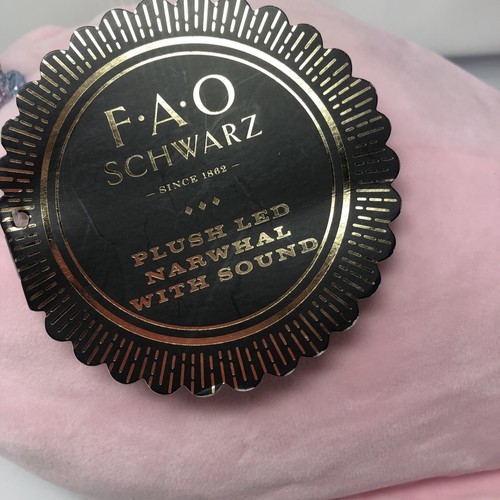 F·A·O
SCHWARZ
- SINCE 1862 -
PLUSH LED
NARWHAL
WITH SOUND